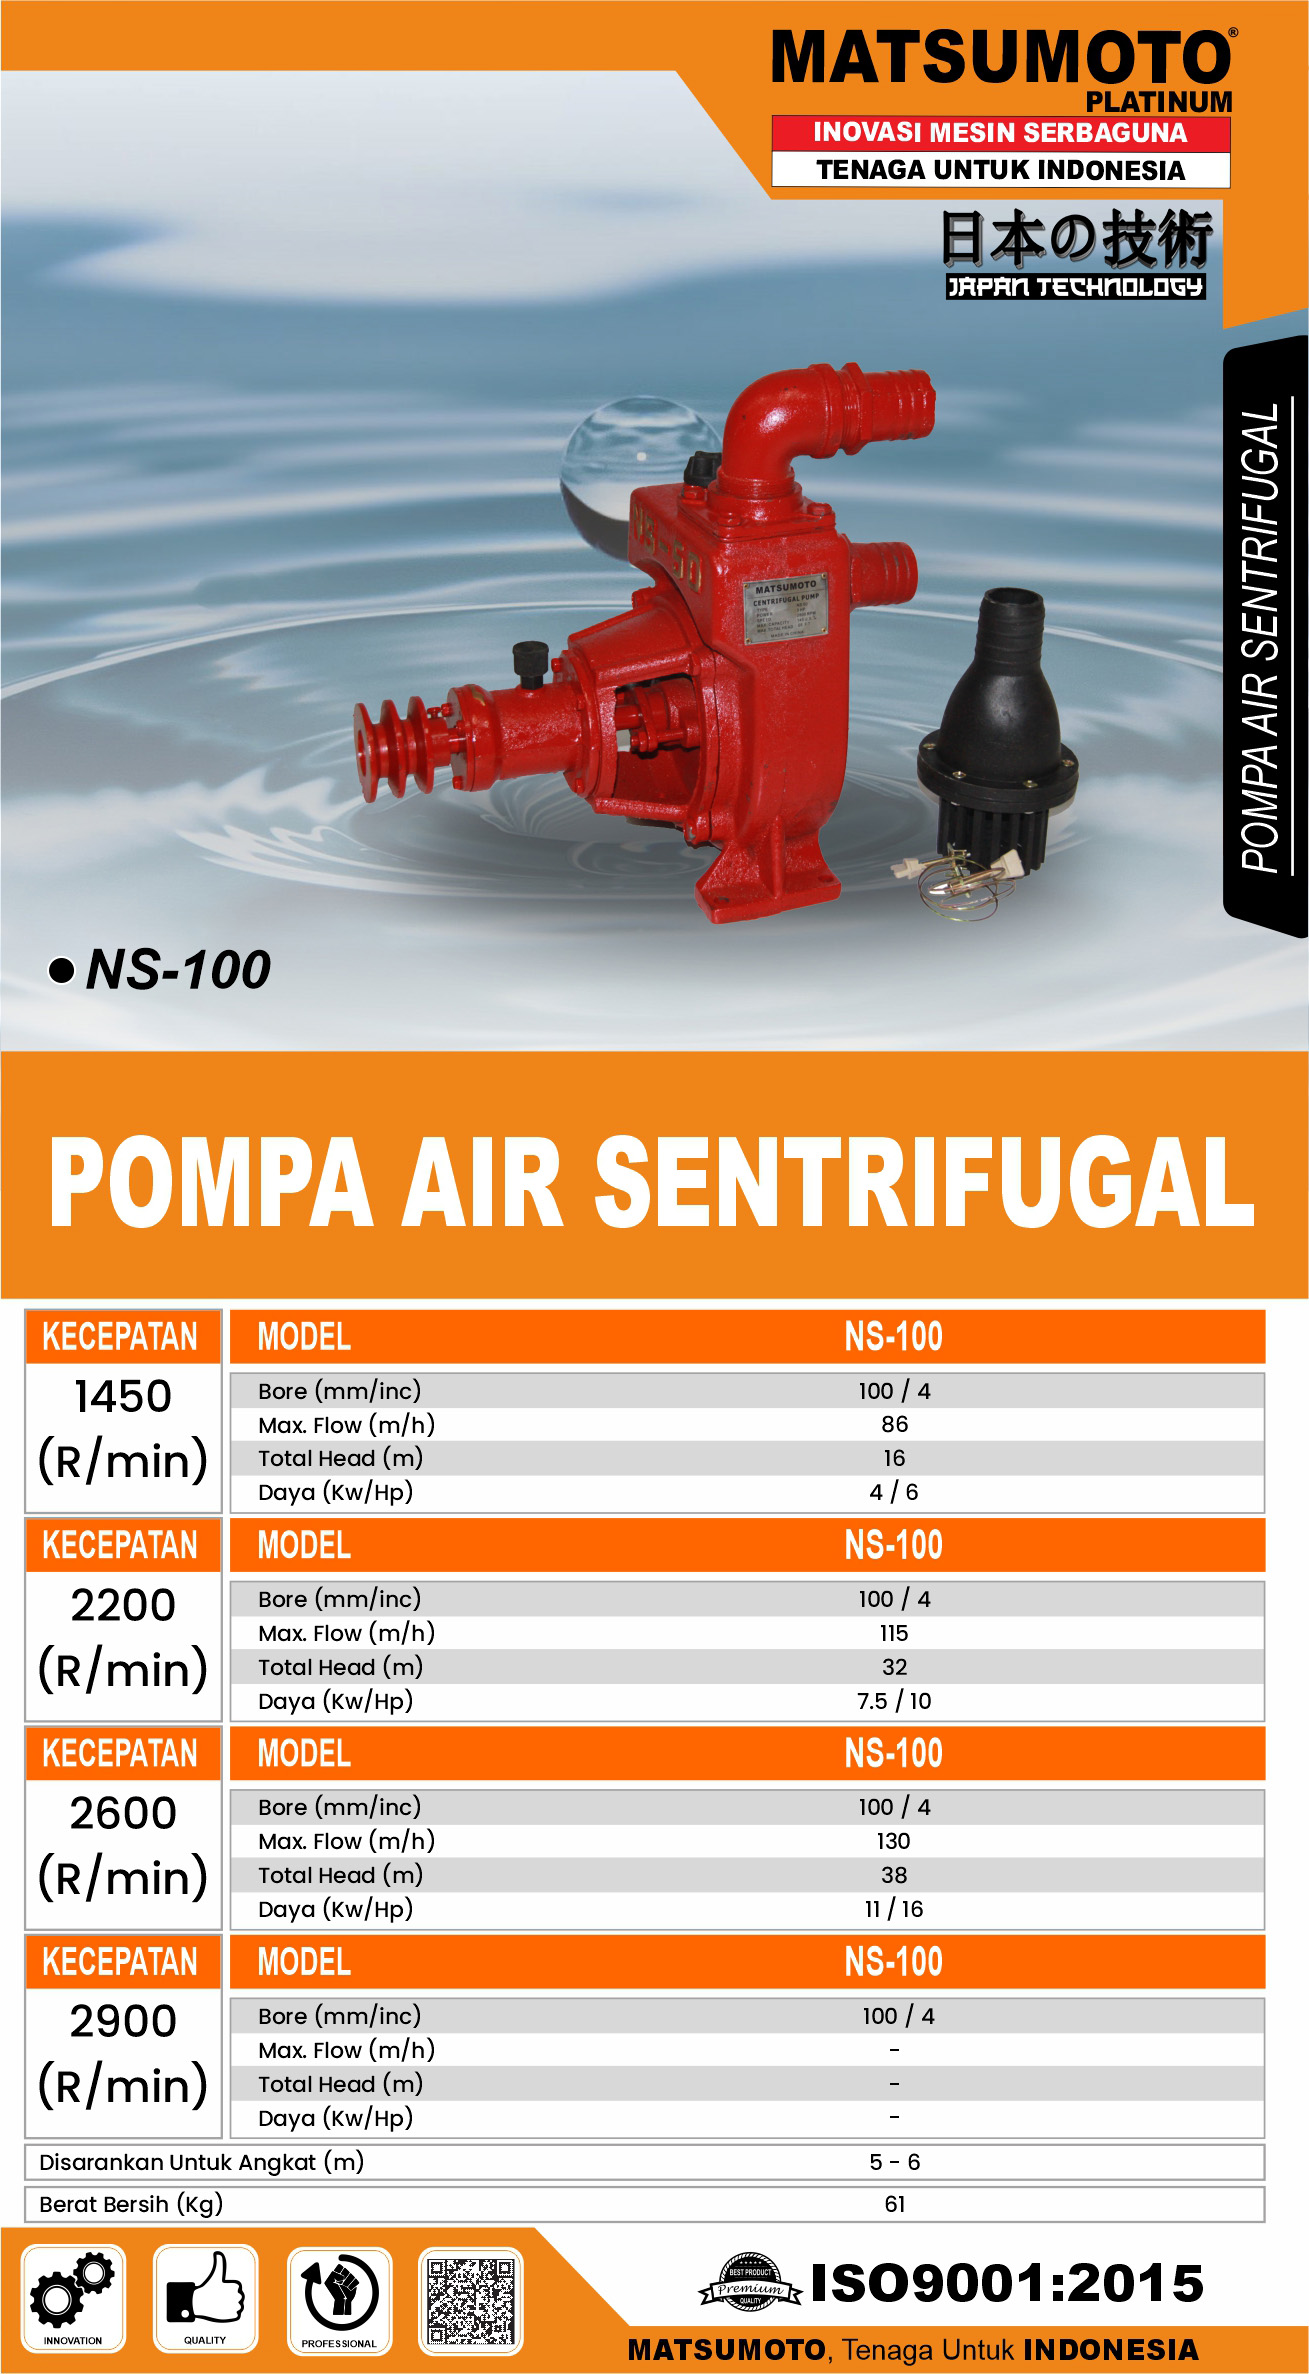 MATSUMOTO®
PLATINUM
INOVASI MESIN SERBAGUNA
TENAGA UNTUK INDONESIA
日本の技術
JAPAN TECHNOLOGY
POMPA AIR SENTRIFUGAL
NS-50
MATSUMOTO
CENTRIFUGAL PUMP
MADE IN CHINA
• NS-100
POMPA AIR SENTRIFUGAL
KECEPATAN MODEL NS-100
1450
(R/min)
Bore (mm/inc) 100 / 4
Max. Flow (m/h) 86
Total Head (m) 16
Daya (Kw/Hp) 4 / 6
KECEPATAN MODEL NS-100
2200
(R/min)
Bore (mm/inc) 100 / 4
Max. Flow (m/h) 115
Total Head (m) 32
Daya (Kw/Hp) 7.5 / 10
KECEPATAN MODEL NS-100
2600
(R/min)
Bore (mm/inc) 100 / 4
Max. Flow (m/h) 130
Total Head (m) 38
Daya (Kw/Hp) 11 / 16
KECEPATAN MODEL NS-100
2900
(R/min)
Bore (mm/inc) 100 / 4
Max. Flow (m/h) -
Total Head (m) -
Daya (Kw/Hp) -
Disarankan Untuk Angkat (m) 5 - 6
Berat Bersih (Kg) 61
INNOVATION
QUALITY
PROFESSIONAL
BEST PRODUCT
Premium
QUALITY
ISO9001:2015
MATSUMOTO, Tenaga Untuk INDONESIA